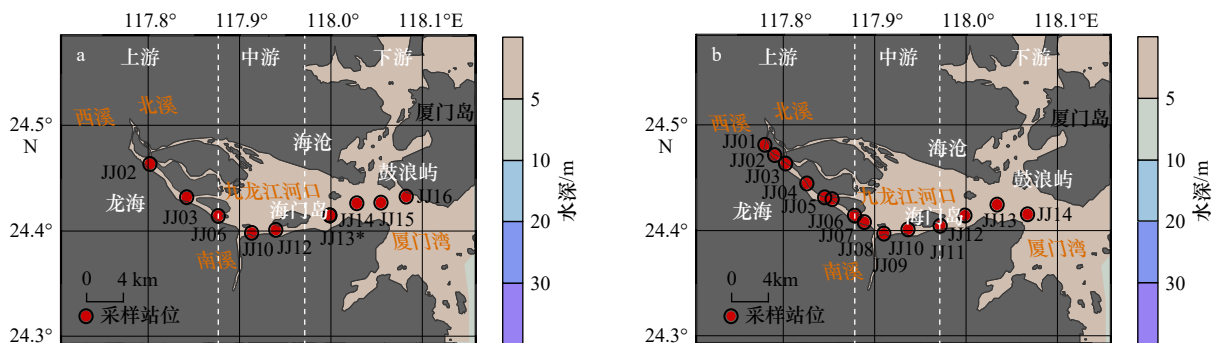 117.8° 117.9° 118.0° 118.1°E
a 上游 中游 下游
24.5°
N
24.4°
24.3°
西溪 北溪
厦门岛
海沧
鼓浪屿
JJ02
龙海
九龙江河口
海门岛
JJ16
JJ03
JJ05
JJ10 JJ12
JJ14 JJ15
JJ13*
南溪
厦门湾
0 4 km
采样站位
5
10
20
30
水深/m
117.8° 117.9° 118.0° 118.1°E
b 上游 中游 下游
24.5°
N
24.4°
24.3°
西溪 北溪
厦门岛
海沧
鼓浪屿
JJ01
JJ02
JJ03
JJ04
龙海
九龙江河口
海门岛
JJ05
JJ06
JJ07
JJ08
JJ09
JJ10
JJ11
JJ12
JJ13
JJ14
南溪
厦门湾
0 4 km
采样站位
5
10
20
30
水深/m